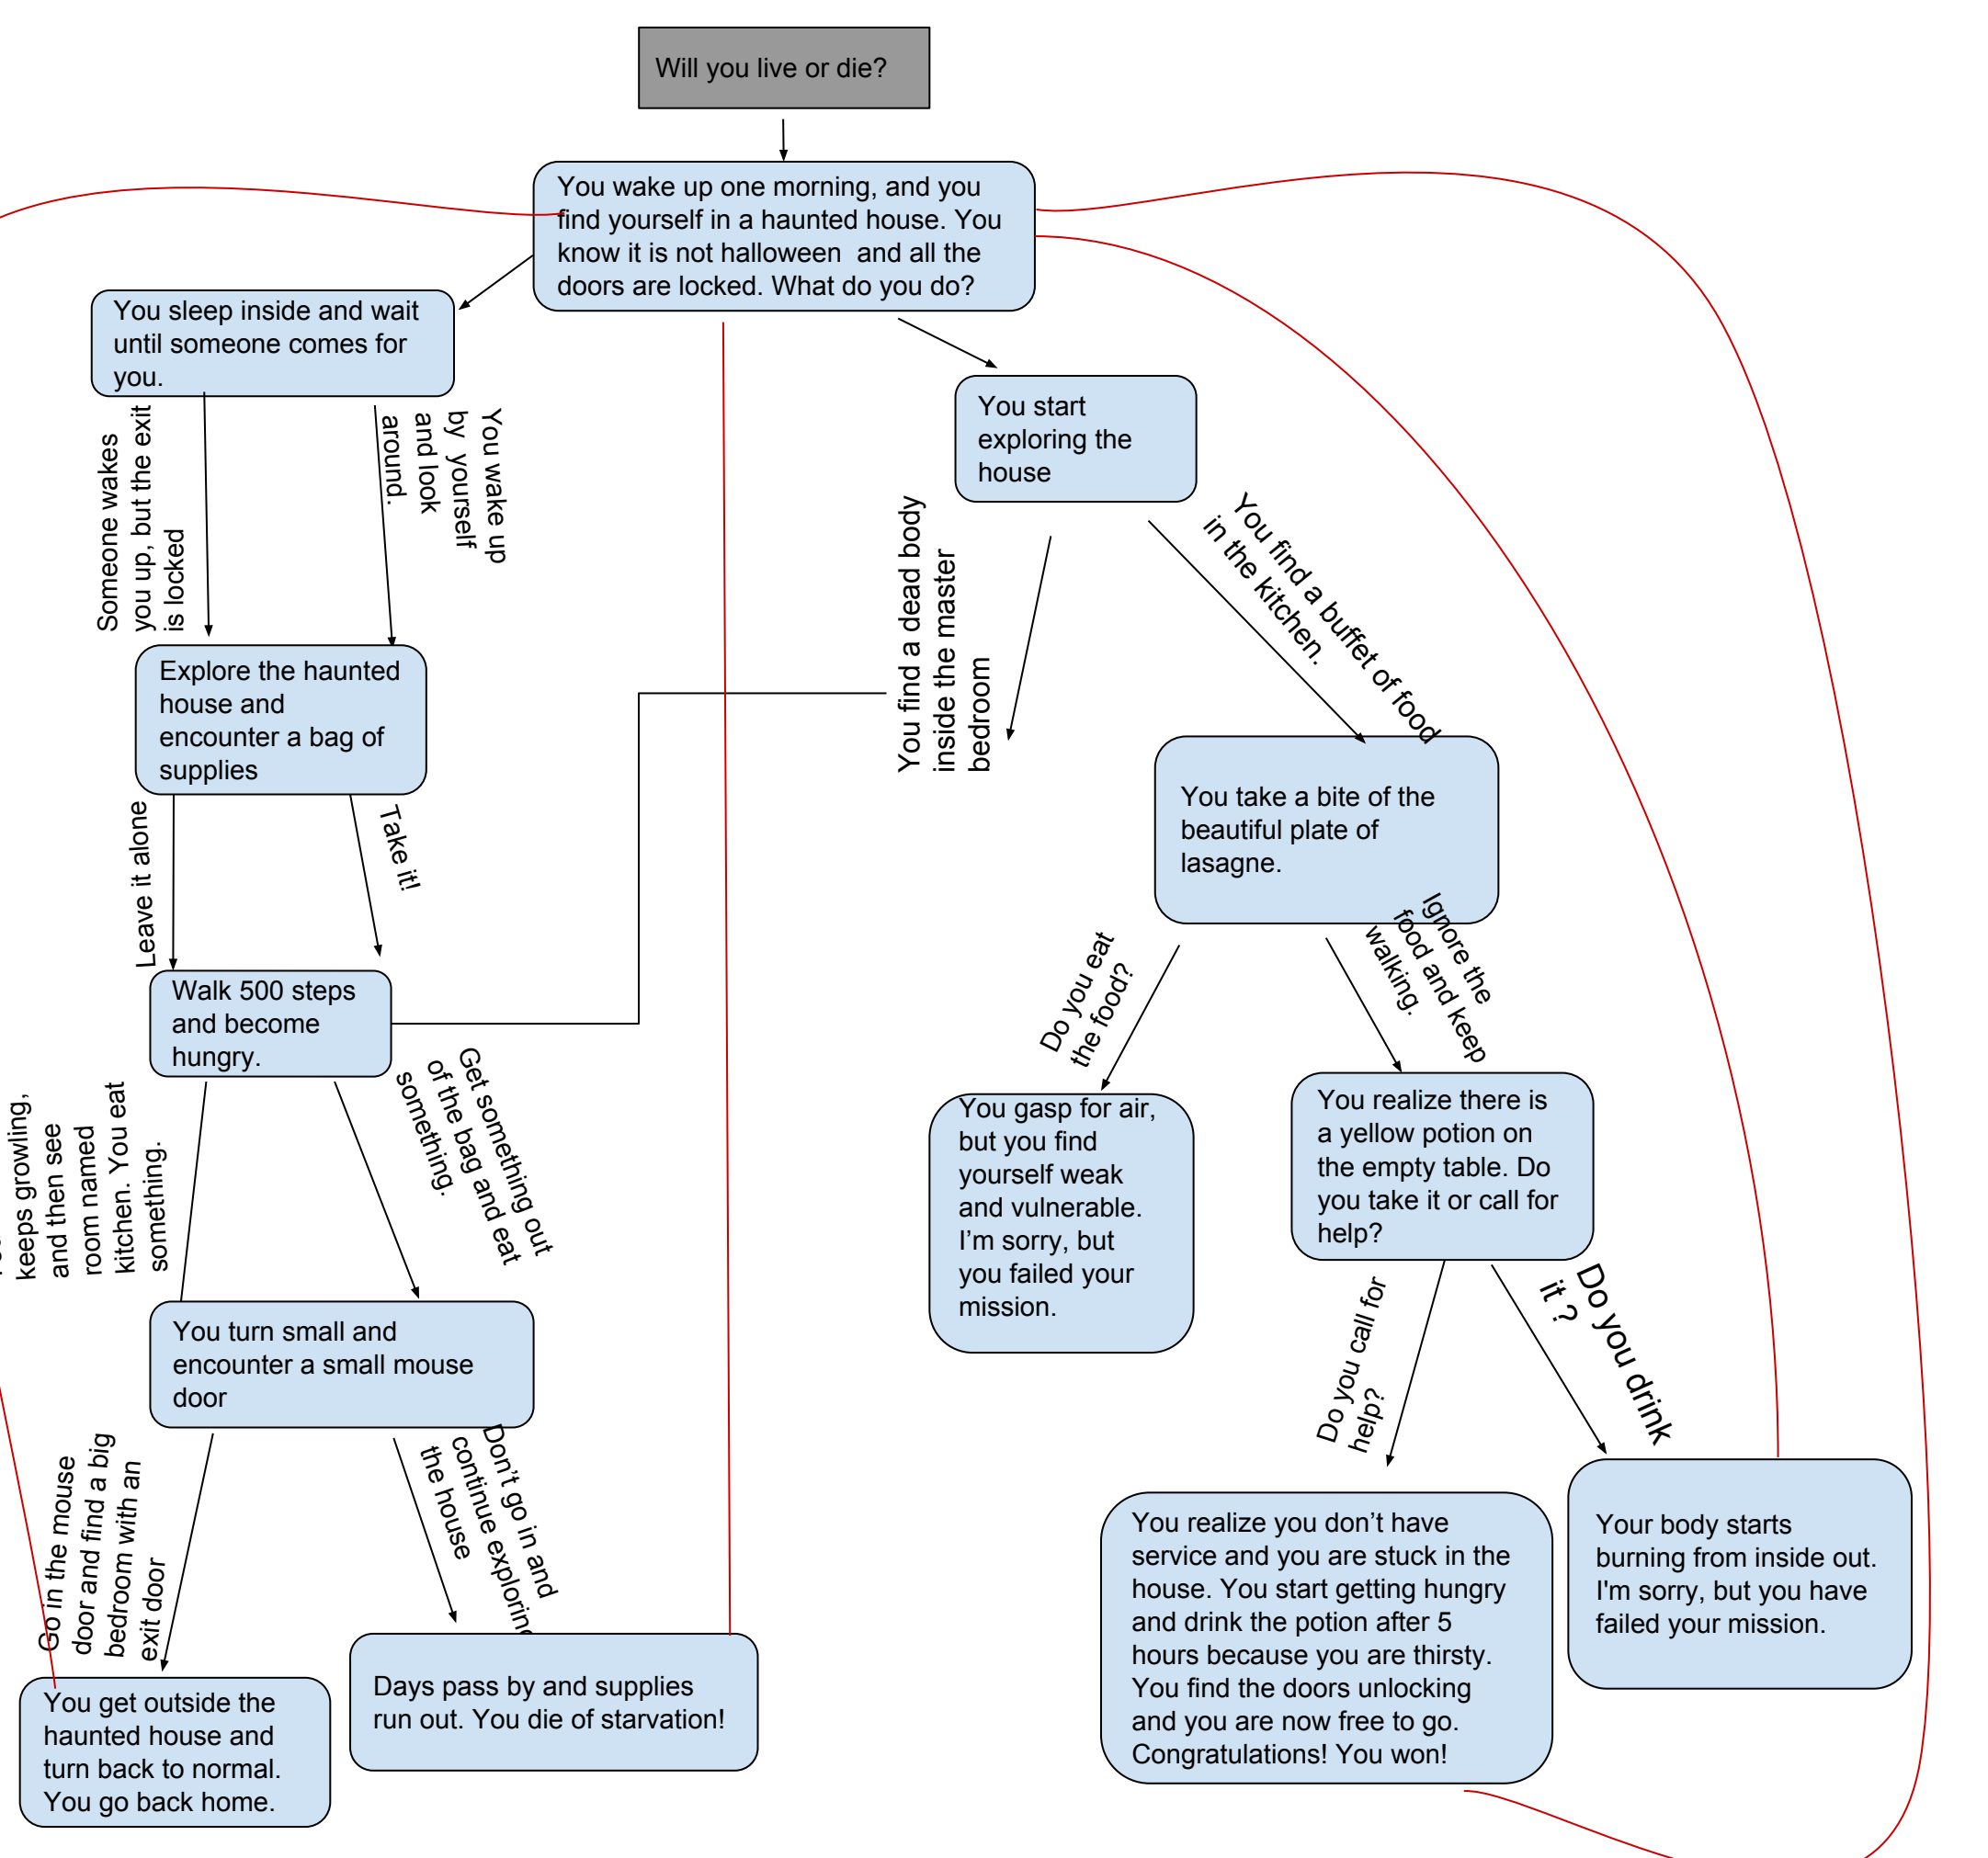 Will you live or die?
You wake up one morning, and you
find yourself in a haunted house. You
know it is not halloween  and all the
doors are locked. What do you do?
You sleep inside and wait
until someone comes for
you.
Someone wakes
you up, but the exit
is locked
You wake up
by  yourself
and look
around.
You start
exploring the
house
You find a dead body
inside the master
bedroom
You find a buffet of food
in the kitchen.
Explore the haunted
house and
encounter a bag of
supplies
Leave it alone
Take it!
You take a bite of the
beautiful plate of
lasagne.
Do you eat
the food?
Ignore the
food and keep
walking.
Walk 500 steps
and become
hungry.
keeps growling,
and then see
room named
kitchen. You eat
something.
Get something out
of the bag and eat
something.
You gasp for air,
but you find
yourself weak
and vulnerable.
I’m sorry, but
you failed your
mission.
You realize there is
a yellow potion on
the empty table. Do
you take it or call for
help?
Do you call for
help?
Do you drink
it ?
You turn small and
encounter a small mouse
door
Go in the mouse
door and find a big
bedroom with an
exit door
Don't go in and
continue exploring
the house
You get outside the
haunted house and
turn back to normal.
You go back home.
Days pass by and supplies
run out. You die of starvation!
You realize you don’t have
service and you are stuck in the
house. You start getting hungry
and drink the potion after 5
hours because you are thirsty.
You find the doors unlocking
and you are now free to go.
Congratulations! You won!
Your body starts
burning from inside out.
I'm sorry, but you have
failed your mission.